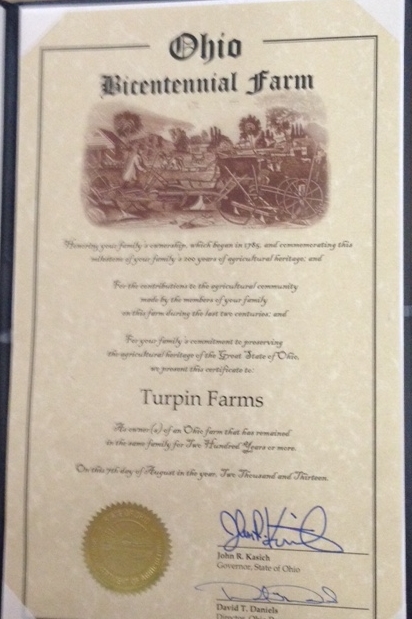 Ohio
Bicentennial Farm
Honoring your family's ownership, which began in 1785, and commemorating this
milestone of your family's 200 years of agricultural heritage; and
For the contributions to the agricultural community
made by the members of your family
on this farm during the last two centuries; and
For your family's commitment to preserving
the agricultural heritage of the Great State of Ohio,
we present this certificate to:
Turpin Farms
As owner(s) of an Ohio farm that has remained
in the same family for Two Hundred Years or more.
On this 7th day of August in the year, Two Thousand and Thirteen.
John R. Kasich
Governor, State of Ohio
David T. Daniels
Director, Ohio